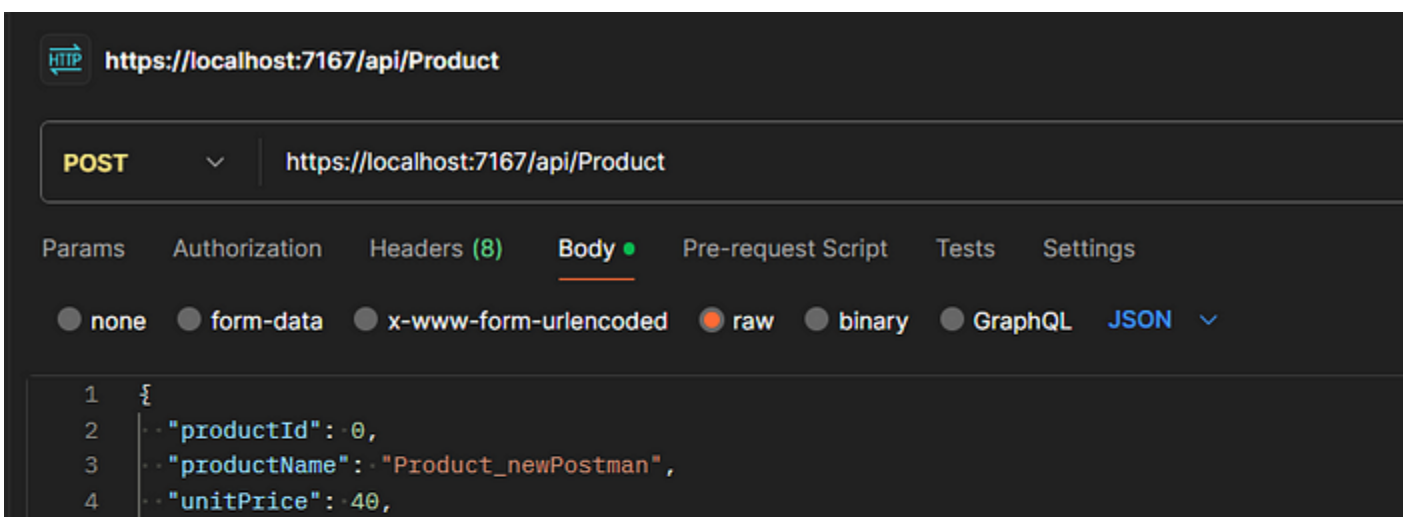 HTTP https://localhost:7167/api/Product
POST https://localhost:7167/api/Product
Params Authorization Headers (8) Body Pre-request Script Tests Settings
none form-data x-www-form-urlencoded raw binary GraphQL JSON
1 {
2 "productId": 0,
3 "productName": "Product_newPostman",
4 "unitPrice": 40,